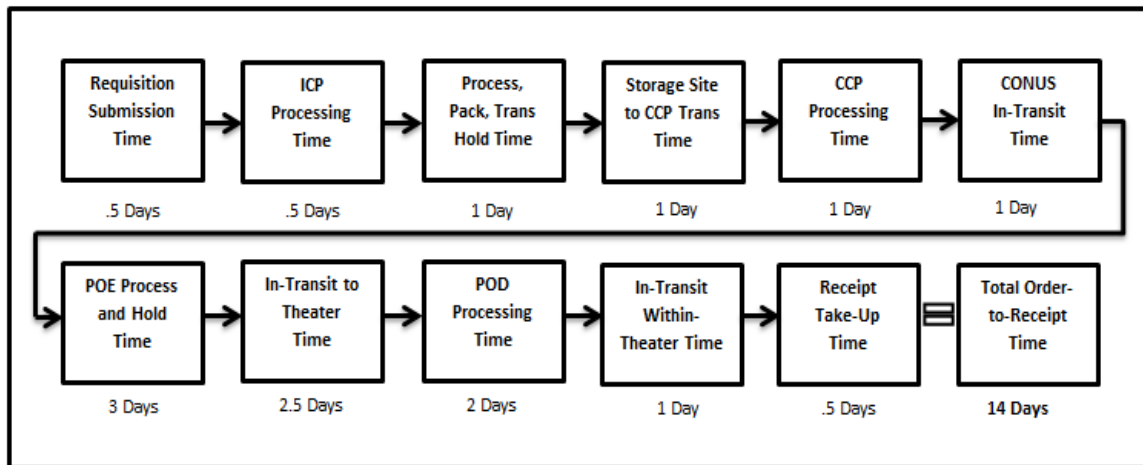 Requisition
Submission
Time
ICP
Processing
Time
Process,
Pack, Trans
Hold Time
Storage Site
to CCP Trans
Time
CCP
Processing
Time
CONUS
In-Transit
Time
.5 Days
.5 Days
1 Day
1 Day
1 Day
1 Day
POE Process
and Hold
Time
In-Transit to
Theater
Time
POD
Processing
Time
In-Transit
Within-
Theater Time
Receipt
Take-Up
Time
Total Order-
to-Receipt
Time
3 Days
2.5 Days
2 Days
1 Day
.5 Days
14 Days